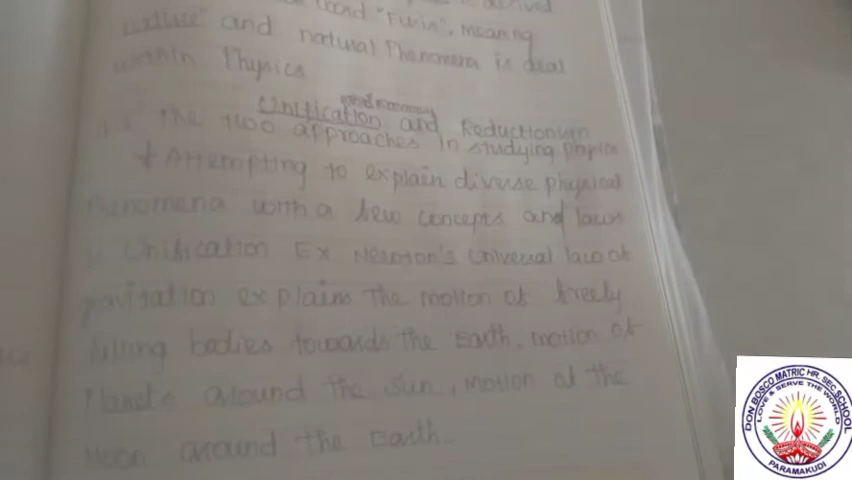 word "Fusis", meaning
nature" and natural Phenomena is deal
within Physics
Unification and Reductionism
the two approaches in studying physics
* Attempting to explain diverse physical
Phenomena with a few concepts and laws
is Unification Ex Newton's Universal law of
gravitation explains the motion of freely
falling bodies towards the Earth, motion of
Planets around the Sun, Motion of the
Moon around the Earth.
DON BOSCO MATRIC HR. SEC SCHOOL
LOVE & SERVE THE WORLD
PARAMAKUDI